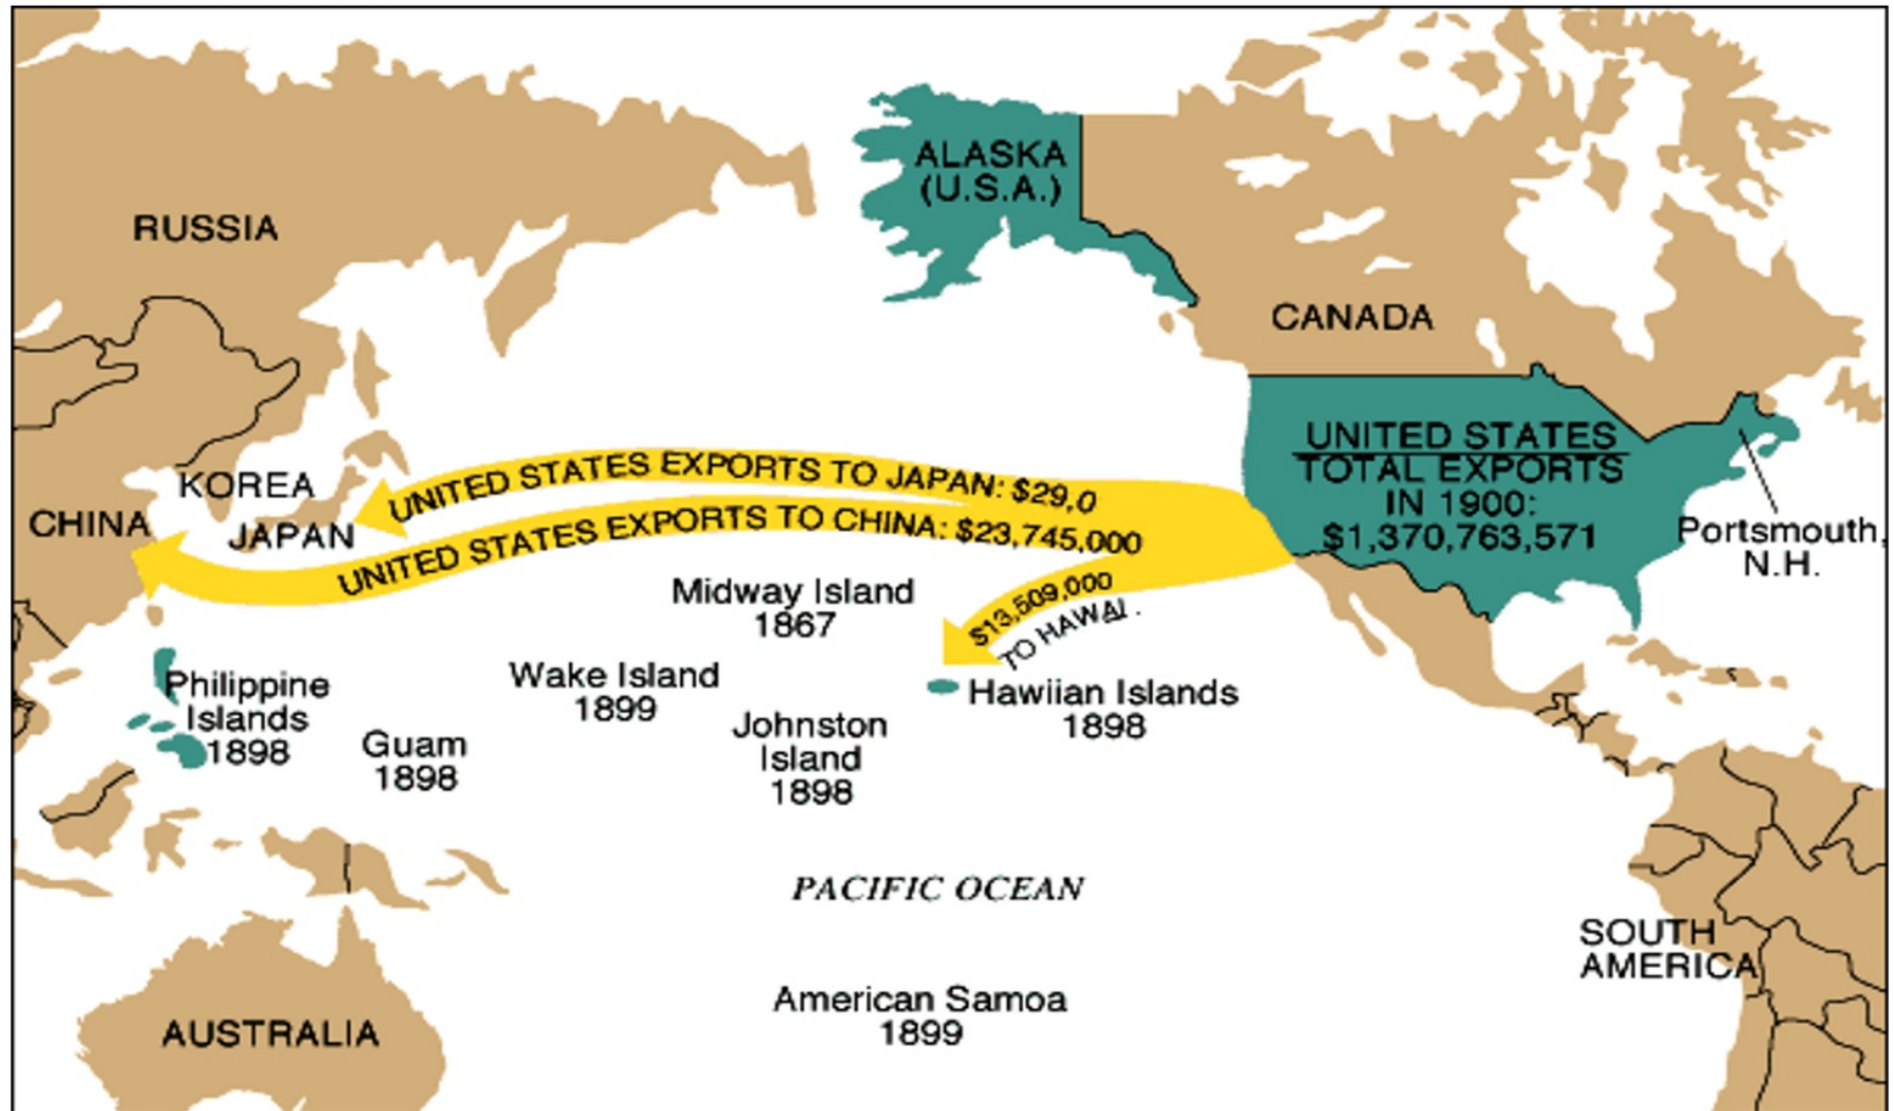 RUSSIA
ALASKA
(U.S.A.)
CANADA
UNITED STATES
TOTAL EXPORTS
IN 1900:
$1,370,763,571
Portsmouth,
N.H.
KOREA
CHINA
JAPAN
UNITED STATES EXPORTS TO JAPAN: $29,0
UNITED STATES EXPORTS TO CHINA: $23,745,000
$13,509,000
TO HAWAI.
Midway Island
1867
Wake Island
1899
Hawiian Islands
1898
Johnston
Island
1898
Philippine
Islands
1898
Guam
1898
PACIFIC OCEAN
SOUTH
AMERICA
American Samoa
1899
AUSTRALIA